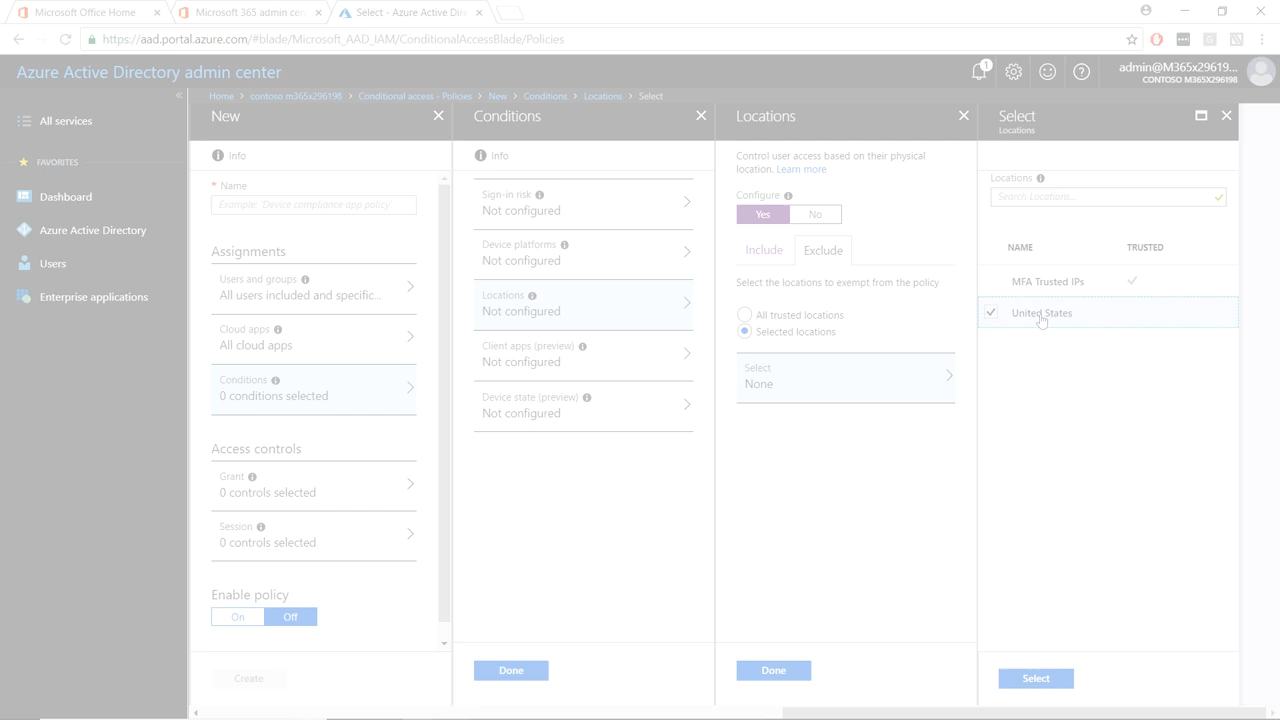 Microsoft Office Home
Microsoft 365 admin cen
Select - Azure Active Dire
https://aad.portal.azure.com/#blade/Microsoft_AAD_IAM/ConditionalAccessBlade/Policies
Azure Active Directory admin center
1
admin@M365x29619...
CONTOSO M365X296198
Home > contoso m365x296198 > Conditional access - Policies > New > Conditions > Locations > Select
All services
FAVORITES
Dashboard
Azure Active Directory
Users
Enterprise applications
New
Info
* Name
Example: 'Device compliance app policy'
Assignments
Users and groups
All users included and specific...
Cloud apps
All cloud apps
Conditions
0 conditions selected
Access controls
Grant
0 controls selected
Session
0 controls selected
Enable policy
On Off
Create
Conditions
Info
Sign-in risk
Not configured
Device platforms
Not configured
Locations
Not configured
Client apps (preview)
Not configured
Device state (preview)
Not configured
Done
Locations
Control user access based on their physical
location. Learn more
Configure
Yes No
Include Exclude
Select the locations to exempt from the policy
All trusted locations
Selected locations
Select
None
Done
Select
Locations
Locations
Search Locations...
NAME TRUSTED
MFA Trusted IPs
United States
Select